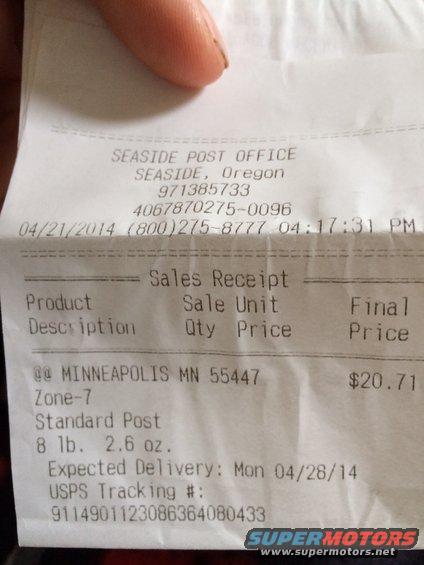 SEASIDE POST OFFICE
SEASIDE, Oregon
971385733
4067870275-0096
04/21/2014 (800)275-8777 04:17:31 PM
Sales Receipt
Product Sale Unit Final
Description Qty Price Price
@@ MINNEAPOLIS MN 55447 $20.71
Zone-7
Standard Post
8 lb. 2.6 oz.
Expected Delivery: Mon 04/28/14
USPS Tracking #:
9114901123086364080433
SUPERMOTORS
www.supermotors.net